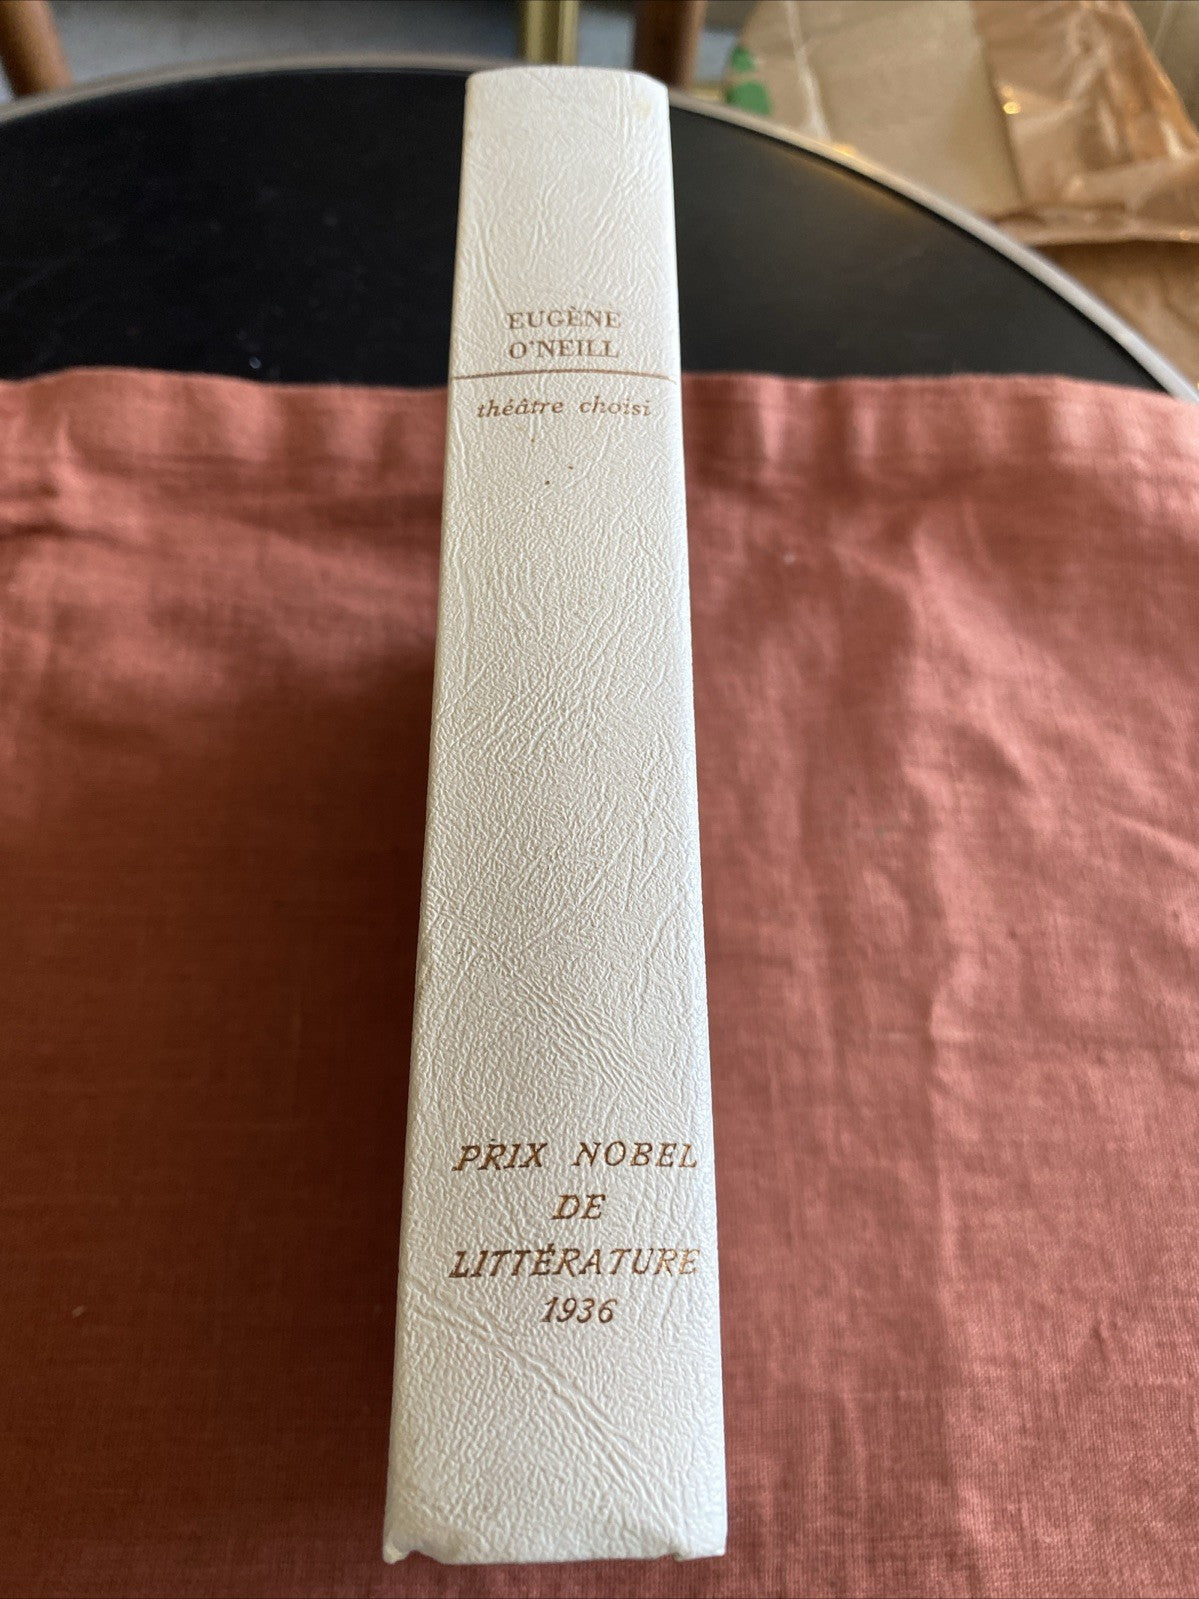 EUGÈNE
O'NEILL
théâtre choisi
PRIX NOBEL
DE
LITTÉRATURE
1936